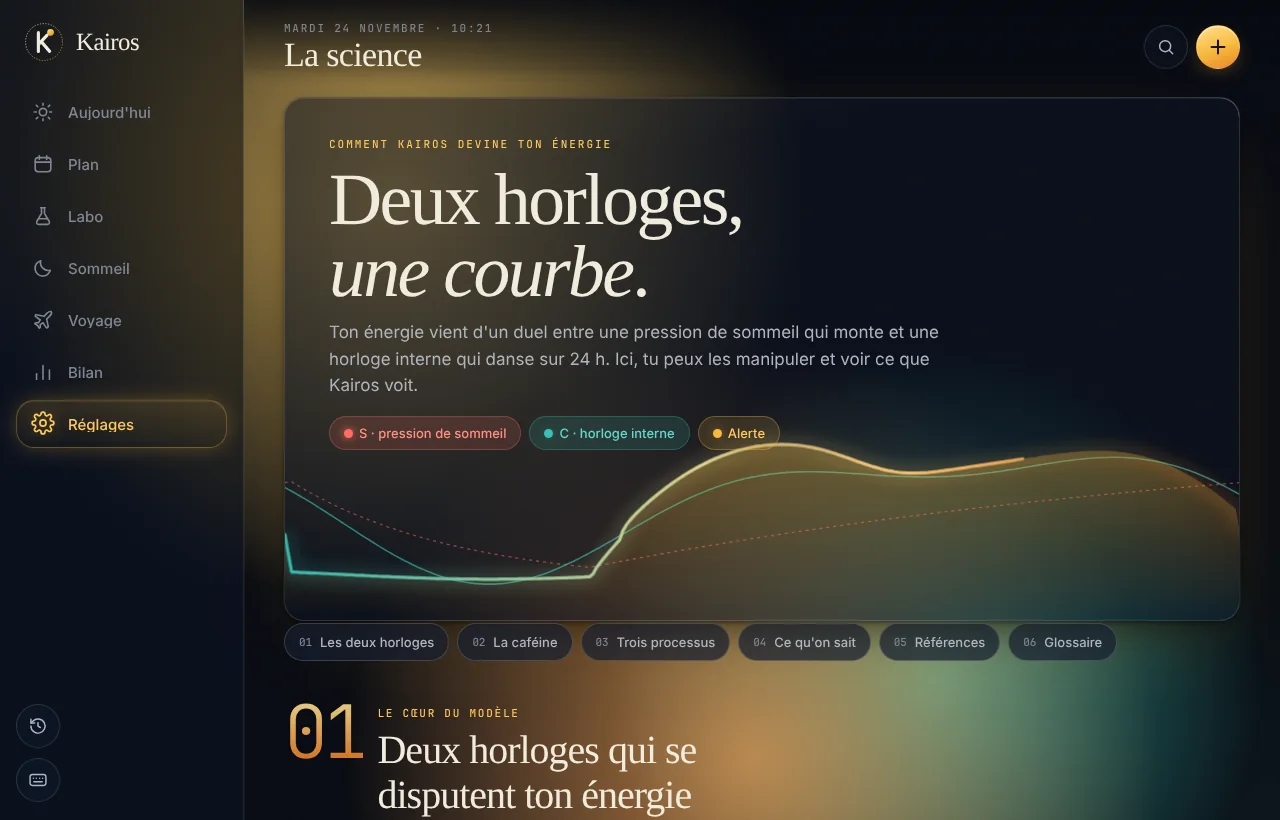 Kairos
Aujourd'hui
Plan
Labo
Sommeil
Voyage
Bilan
Réglages
MARDI 24 NOVEMBRE · 10:21
La science
COMMENT KAIROS DEVINE TON ÉNERGIE
Deux horloges,
une courbe.
Ton énergie vient d'un duel entre une pression de sommeil qui monte et une
horloge interne qui danse sur 24 h. Ici, tu peux les manipuler et voir ce que
Kairos voit.
S · pression de sommeil
C · horloge interne
Alerte
01 Les deux horloges
02 La caféine
03 Trois processus
04 Ce qu'on sait
05 Références
06 Glossaire
01
LE CŒUR DU MODÈLE
Deux horloges qui se
disputent ton énergie